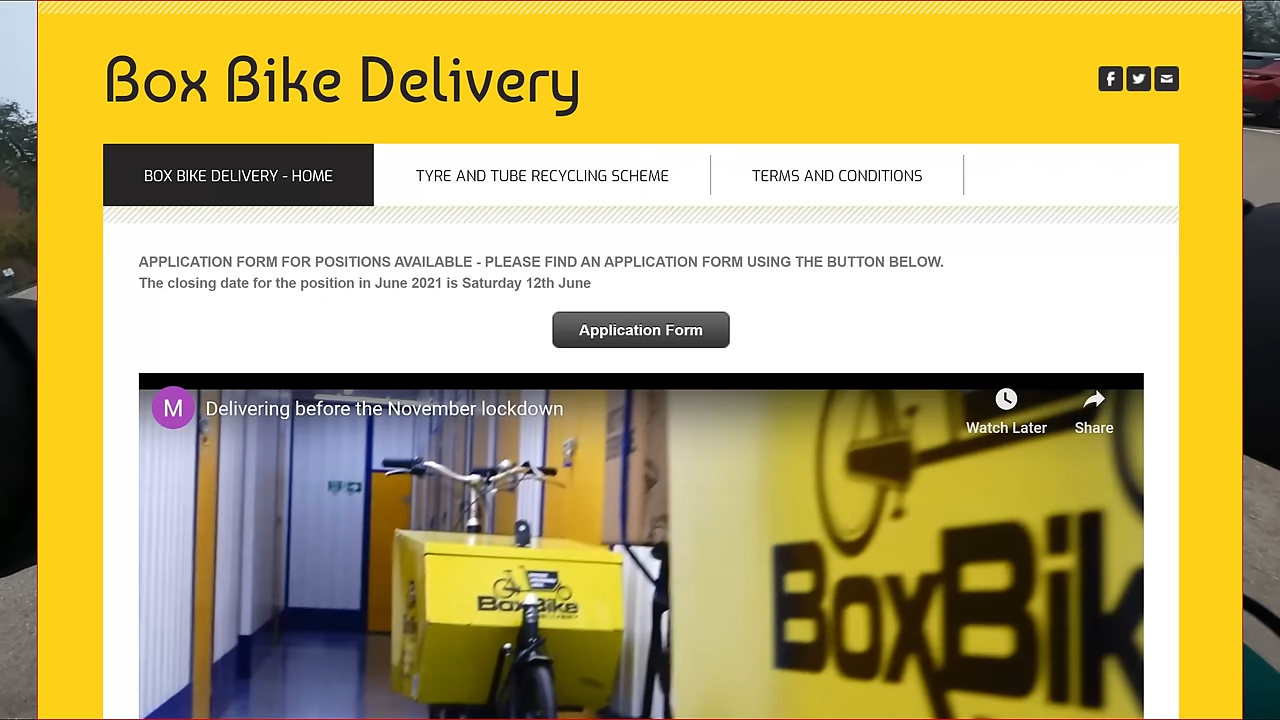 Box Bike Delivery
BOX BIKE DELIVERY - HOME
TYRE AND TUBE RECYCLING SCHEME
TERMS AND CONDITIONS
APPLICATION FORM FOR POSITIONS AVAILABLE - PLEASE FIND AN APPLICATION FORM USING THE BUTTON BELOW.
The closing date for the position in June 2021 is Saturday 12th June
Application Form
M
Delivering before the November lockdown
Watch Later
Share
BoxBike
BoxBik